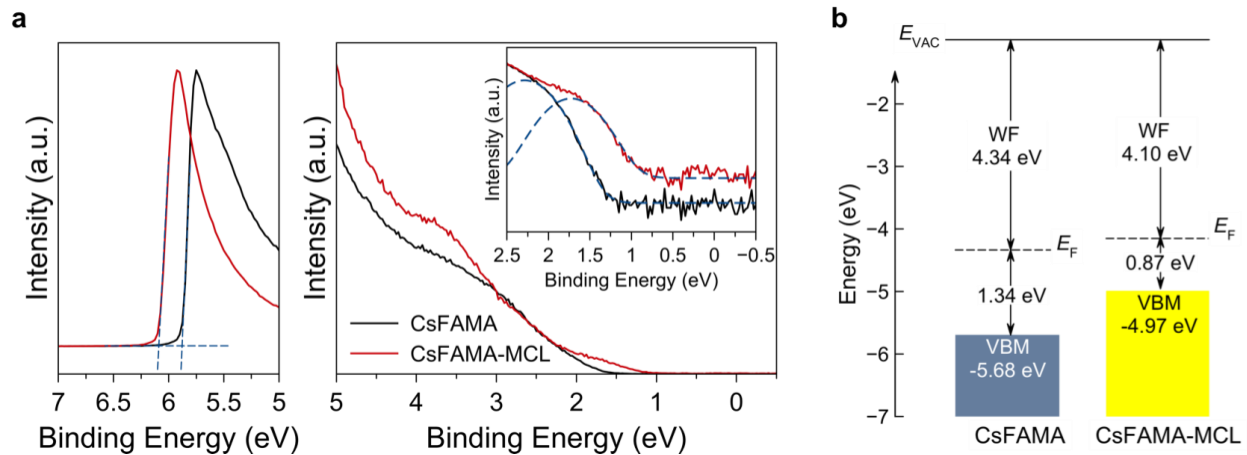 a
Intensity (a.u.)
7
6.5
6
5.5
5
Binding Energy (eV)
Intensity (a.u.)
CsFAMA
CsFAMA-MCL
5
4
3
2
1
0
Binding Energy (eV)
Intensity (a.u.)
2.5
2
1.5
1
0.5
0
−0.5
Binding Energy (eV)
b
EVAC
Energy (eV)
−2
−3
−4
−5
−6
−7
WF
4.34 eV
EF
1.34 eV
VBM
-5.68 eV
CsFAMA
WF
4.10 eV
EF
0.87 eV
VBM
-4.97 eV
CsFAMA-MCL